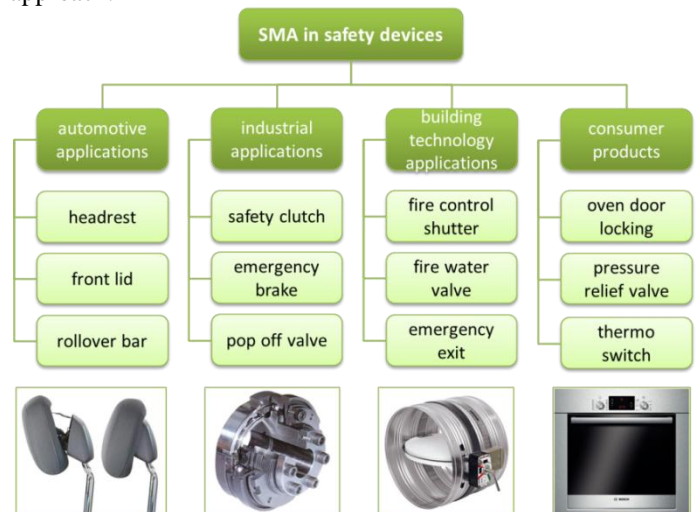 SMA in safety devices
automotive
applications
industrial
applications
building
technology
applications
consumer
products
headrest
safety clutch
fire control
shutter
oven door
locking
front lid
emergency
brake
fire water
valve
pressure
relief valve
rollover bar
pop off valve
emergency
exit
thermo
switch
BOSCH